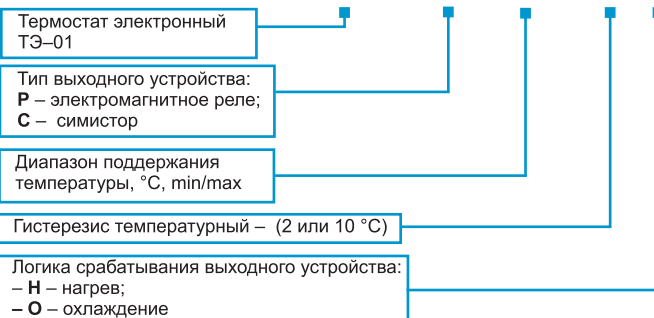 Термостат электронный
ТЭ–01
Тип выходного устройства:
Р – электромагнитное реле;
С – симистор
Диапазон поддержания
температуры, °С, min/max
Гистерезис температурный – (2 или 10 °С)
Логика срабатывания выходного устройства:
– Н – нагрев;
– О – охлаждение